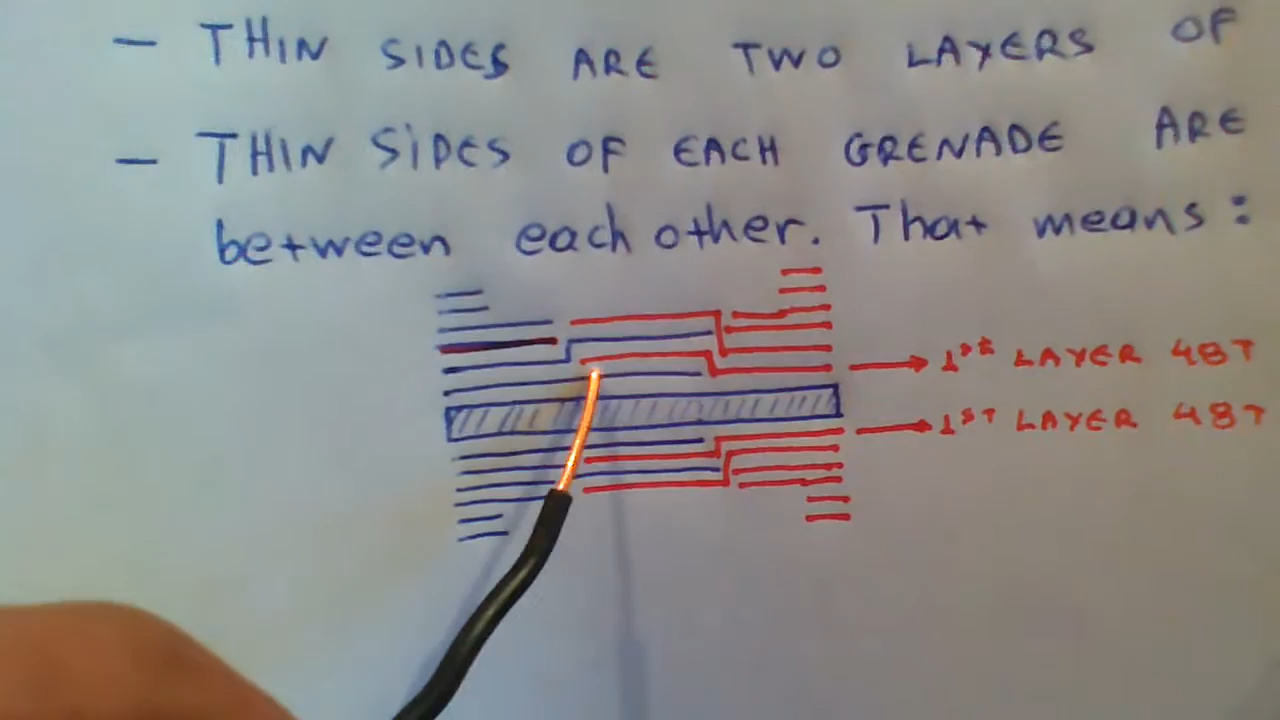 - THIN SIDES ARE TWO LAYERS OF
- THIN SIDES OF EACH GRENADE ARE
between each other. That means:
1ST LAYER 48T
1ST LAYER 48T